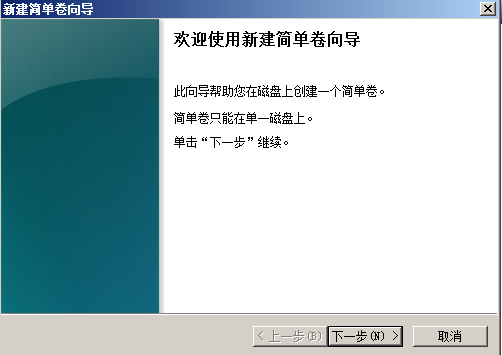 新建简单卷向导
欢迎使用新建简单卷向导
此向导帮助您在磁盘上创建一个简单卷。
简单卷只能在单一磁盘上。
单击“下一步”继续。
< 上一步(B) 下一步(N) > 取消